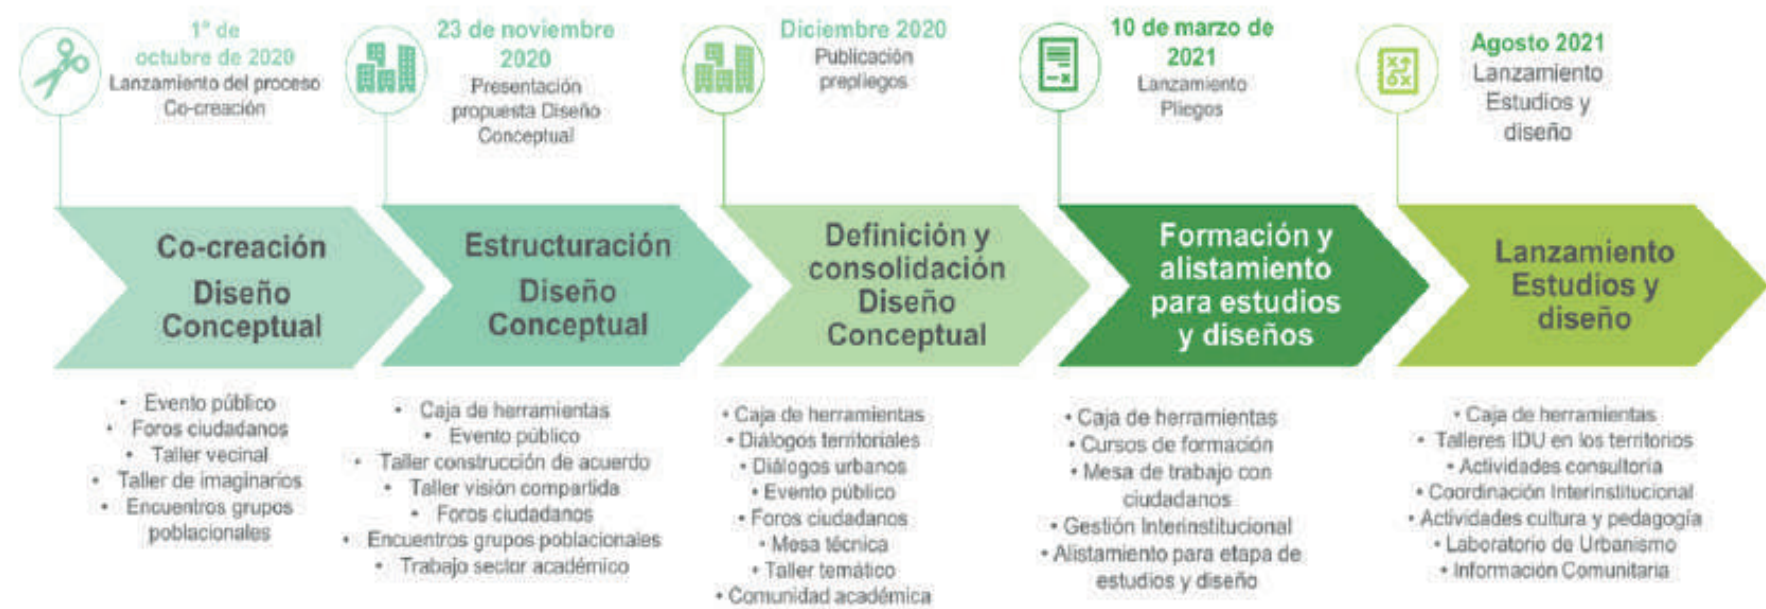 1° de
octubre de 2020
Lanzamiento del proceso
Co-creación
23 de noviembre
2020
Presentación
propuesta Diseño
Conceptual
Diciembre 2020
Publicación
prepliegos
10 de marzo de
2021
Lanzamiento
Pliegos
Agosto 2021
Lanzamiento
Estudios y
diseño
Co-creación
Diseño
Conceptual
Estructuración
Diseño
Conceptual
Definición y
consolidación
Diseño
Conceptual
Formación y
alistamiento
para estudios
y diseños
Lanzamiento
Estudios y
diseño
• Evento público
• Foros ciudadanos
• Taller vecinal
• Taller de imaginarios
• Encuentros grupos
poblacionales
• Caja de herramientas
• Evento público
• Taller construcción de acuerdo
• Taller visión compartida
• Foros ciudadanos
• Encuentros grupos poblacionales
• Trabajo sector académico
• Caja de herramientas
• Diálogos territoriales
• Diálogos urbanos
• Evento público
• Foros ciudadanos
• Mesa técnica
• Taller temático
• Comunidad académica
• Caja de herramientas
• Cursos de formación
• Mesa de trabajo con
ciudadanos
• Gestión Interinstitucional
• Alistamiento para etapa de
estudios y diseño
• Caja de herramientas
• Talleres IDU en los territorios
• Actividades consultoría
• Coordinación Interinstitucional
• Actividades cultura y pedagogía
• Laboratorio de Urbanismo
• Información Comunitaria